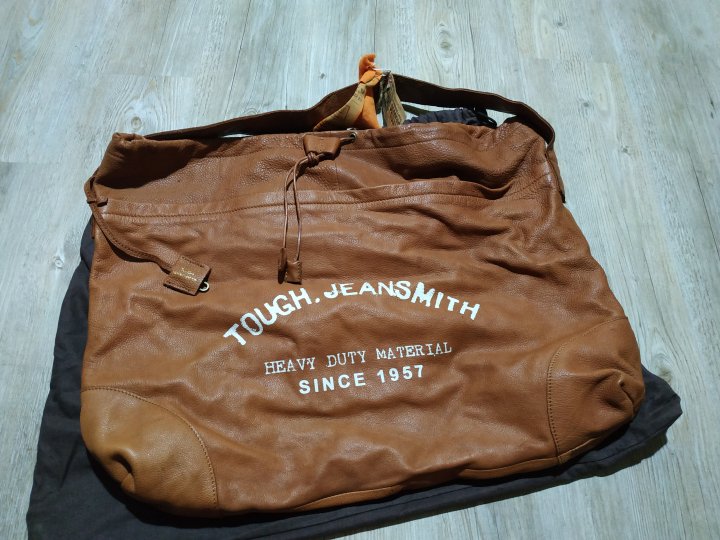 TOUGH. JEANSMITH
HEAVY DUTY MATERIAL
SINCE 1957